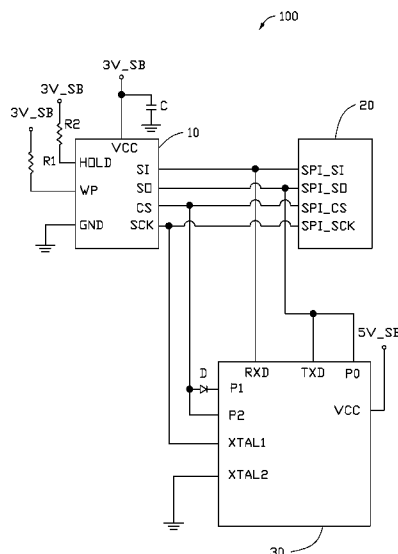 100
3V_SB
3V_SB
3V_SB
R2
R1
C
10
20
VCC
HOLD
WP
GND
SI
SO
CS
SCK
SPI_SI
SPI_SO
SPI_CS
SPI_SCK
5V_SB
D
RXD
TXD
P0
P1
P2
VCC
XTAL1
XTAL2
30